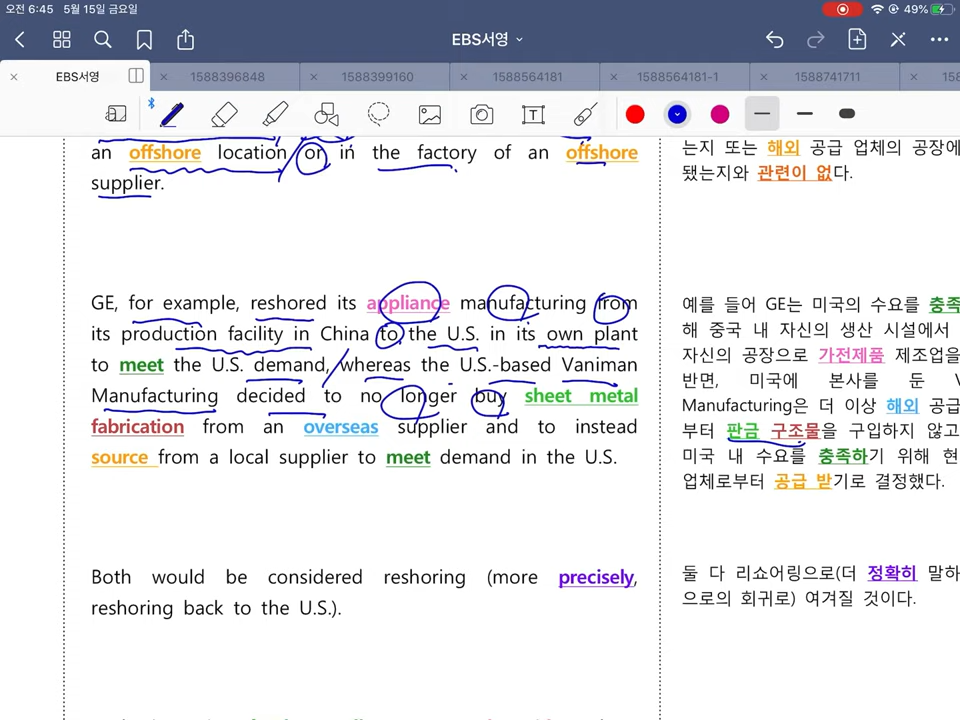 오전 6:45 5월 15일 금요일
49%
EBS서영
EBS서영
1588396848
1588399160
1588564181
1588564181-1
1588741711
158
T
an offshore location or in the factory of an offshore
supplier.
는지 또는 해외 공급 업체의 공장에
됐는지와 관련이 없다.
GE, for example, reshored its appliance manufacturing from
its production facility in China to the U.S. in its own plant
to meet the U.S. demand, whereas the U.S.-based Vaniman
Manufacturing decided to no longer buy sheet metal
fabrication from an overseas supplier and to instead
source from a local supplier to meet demand in the U.S.
예를 들어 GE는 미국의 수요를 충족
해 중국 내 자신의 생산 시설에서
자신의 공장으로 가전제품 제조업을
반면, 미국에 본사를 둔 V
Manufacturing은 더 이상 해외 공급
부터 판금 구조물을 구입하지 않고
미국 내 수요를 충족하기 위해 현
업체로부터 공급 받기로 결정했다.
Both would be considered reshoring (more precisely,
reshoring back to the U.S.).
둘 다 리쇼어링으로(더 정확히 말하
으로의 회귀로) 여겨질 것이다.